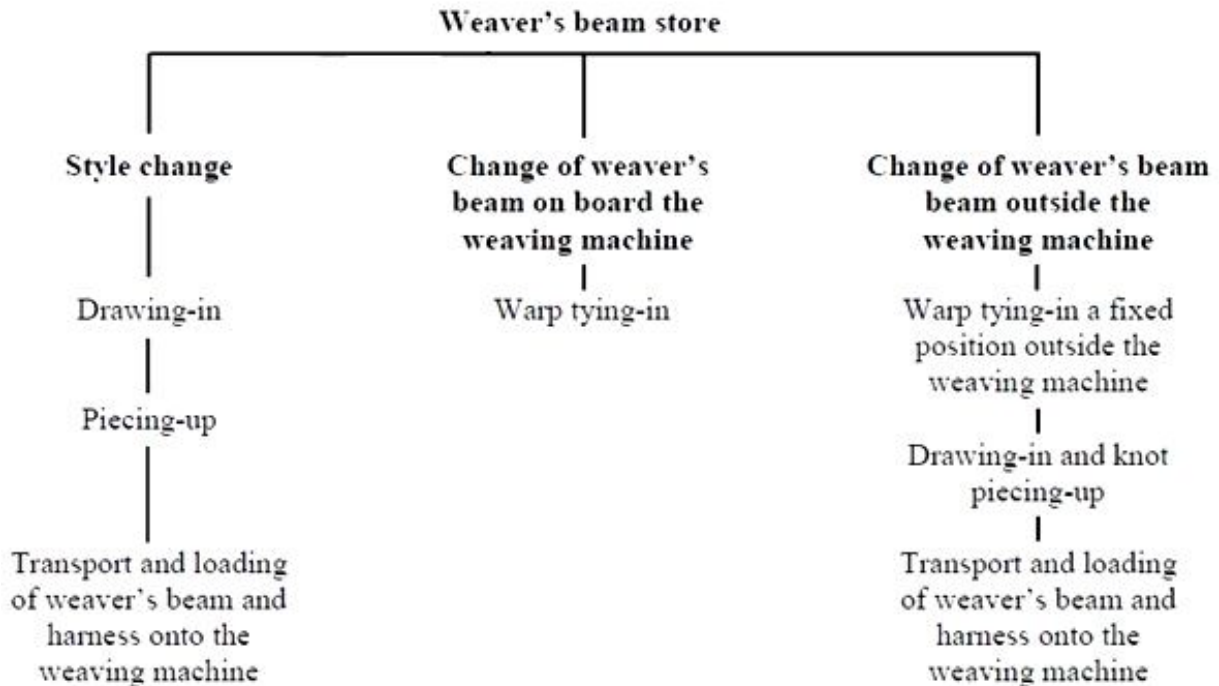 Weaver's beam store
Style change
Change of weaver's
beam on board the
weaving machine
Change of weaver's beam
beam outside the
weaving machine
Drawing-in
Warp tying-in
Warp tying-in a fixed
position outside the
weaving machine
Piecing-up
Drawing-in and knot
piecing-up
Transport and loading
of weaver's beam and
harness onto the
weaving machine
Transport and loading
of weaver's beam and
harness onto the
weaving machine